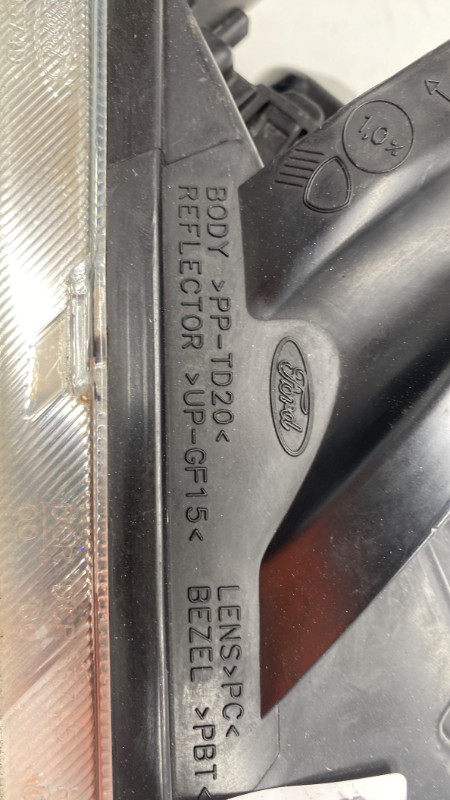 1,0%
Ford
BODY >PP-TD20<
REFLECTOR >UP-GF15<
LENS>PC<
BEZEL >PBT<